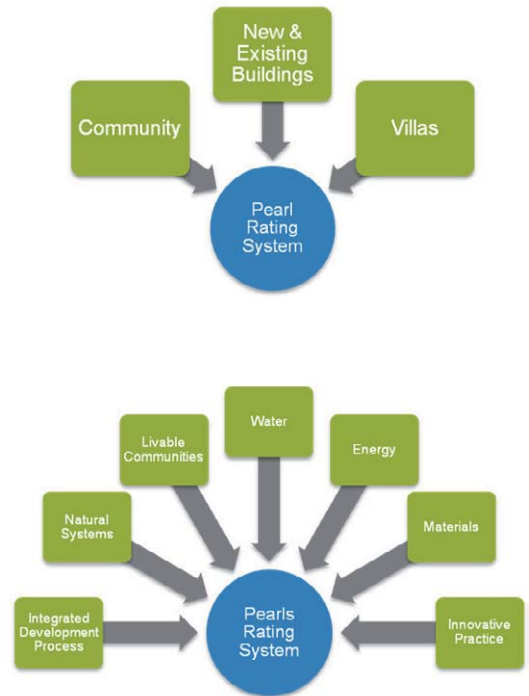 New &
Existing
Buildings
Community
Villas
Pearl
Rating
System
Water
Livable
Communities
Energy
Natural
Systems
Materials
Integrated
Development
Process
Pearls
Rating
System
Innovative
Practice